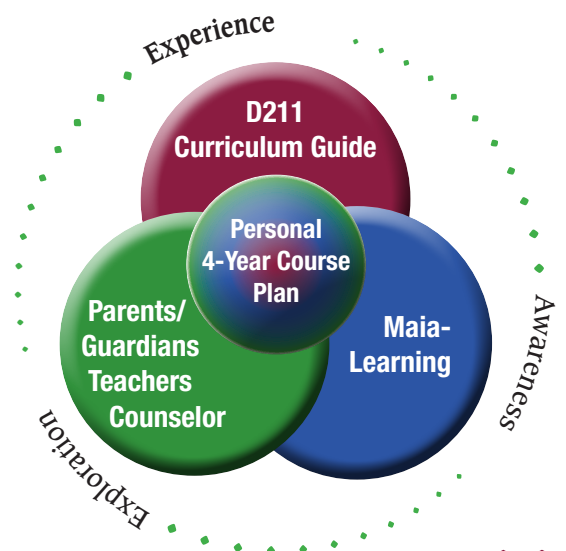 Experience
D211
Curriculum Guide
Personal
4-Year Course
Plan
Parents/
Guardians
Teachers
Counselor
Maia-
Learning
Awareness
Exploration